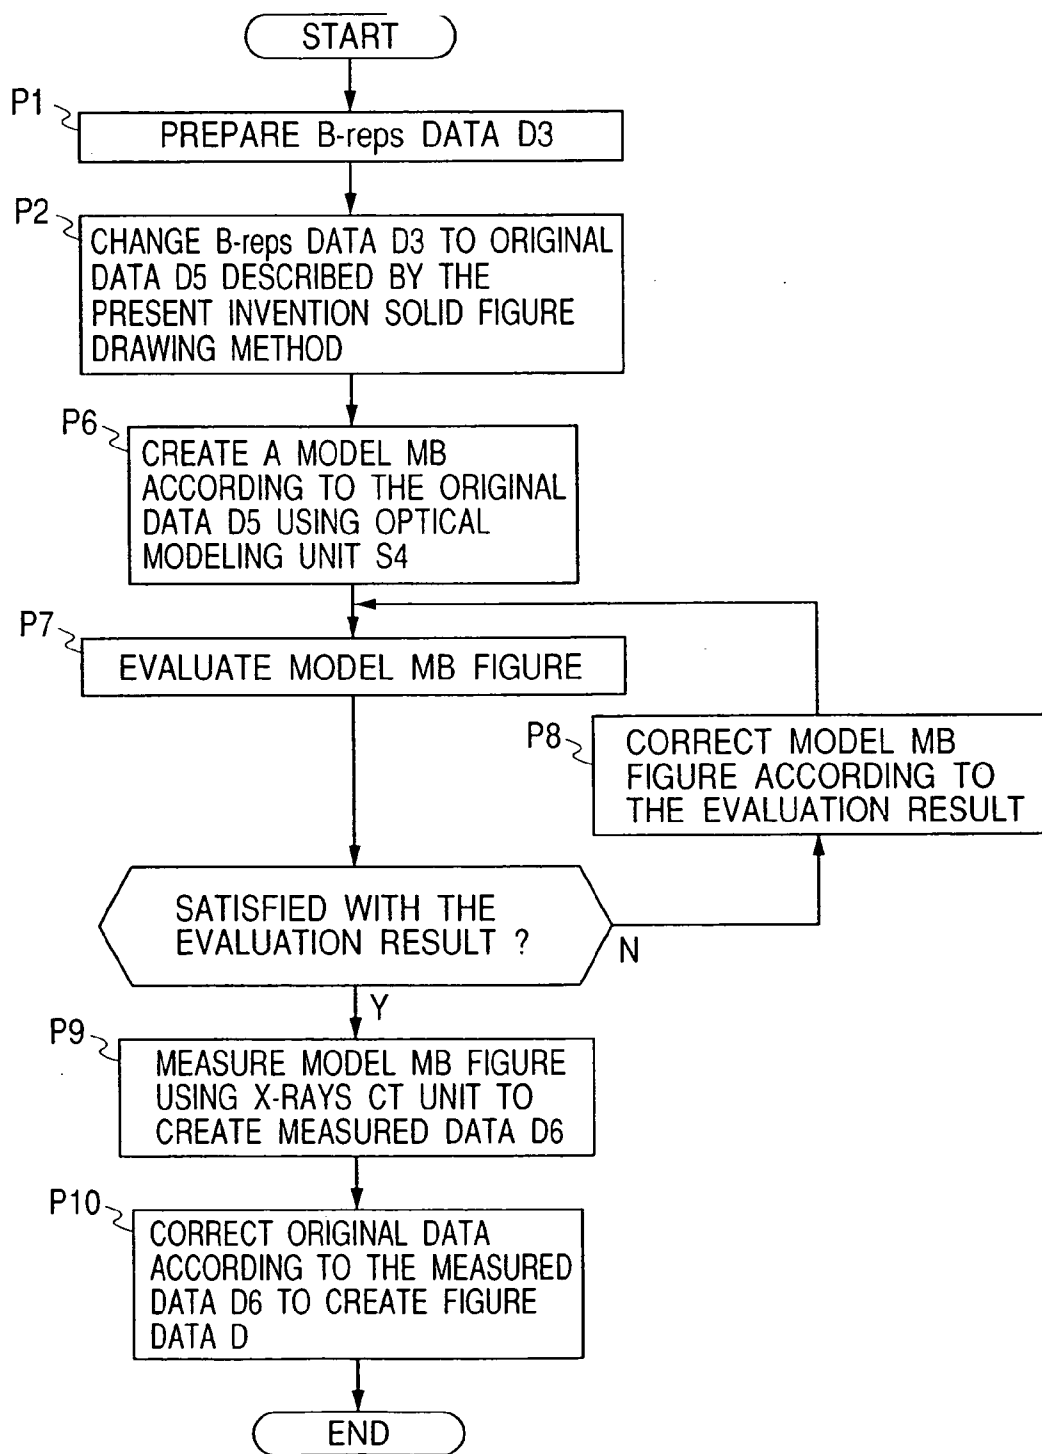 START
P1
PREPARE B-reps DATA D3
P2
CHANGE B-reps DATA D3 TO ORIGINAL
DATA D5 DESCRIBED BY THE
PRESENT INVENTION SOLID FIGURE
DRAWING METHOD
P6
CREATE A MODEL MB
ACCORDING TO THE ORIGINAL
DATA D5 USING OPTICAL
MODELING UNIT S4
P7
EVALUATE MODEL MB FIGURE
P8
CORRECT MODEL MB
FIGURE ACCORDING TO
THE EVALUATION RESULT
SATISFIED WITH THE
EVALUATION RESULT ?
N
Y
P9
MEASURE MODEL MB FIGURE
USING X-RAYS CT UNIT TO
CREATE MEASURED DATA D6
P10
CORRECT ORIGINAL DATA
ACCORDING TO THE MEASURED
DATA D6 TO CREATE FIGURE
DATA D
END